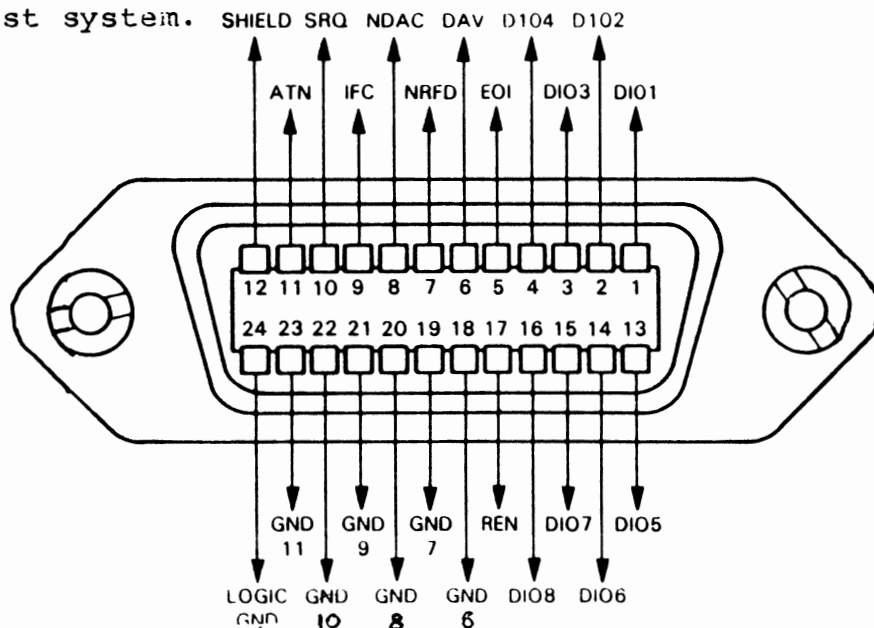 st system.
SHIELD SRQ NDAC DAV D104 D102
ATN IFC NRFD EOI DIO3 DIO1
12 11 10 9 8 7 6 5 4 3 2 1
24 23 22 21 20 19 18 17 16 15 14 13
GND 11 GND 9 GND 7 REN DIO7 DIO5
LOGIC GND GND 10 GND 8 GND 6 DIO8 DIO6